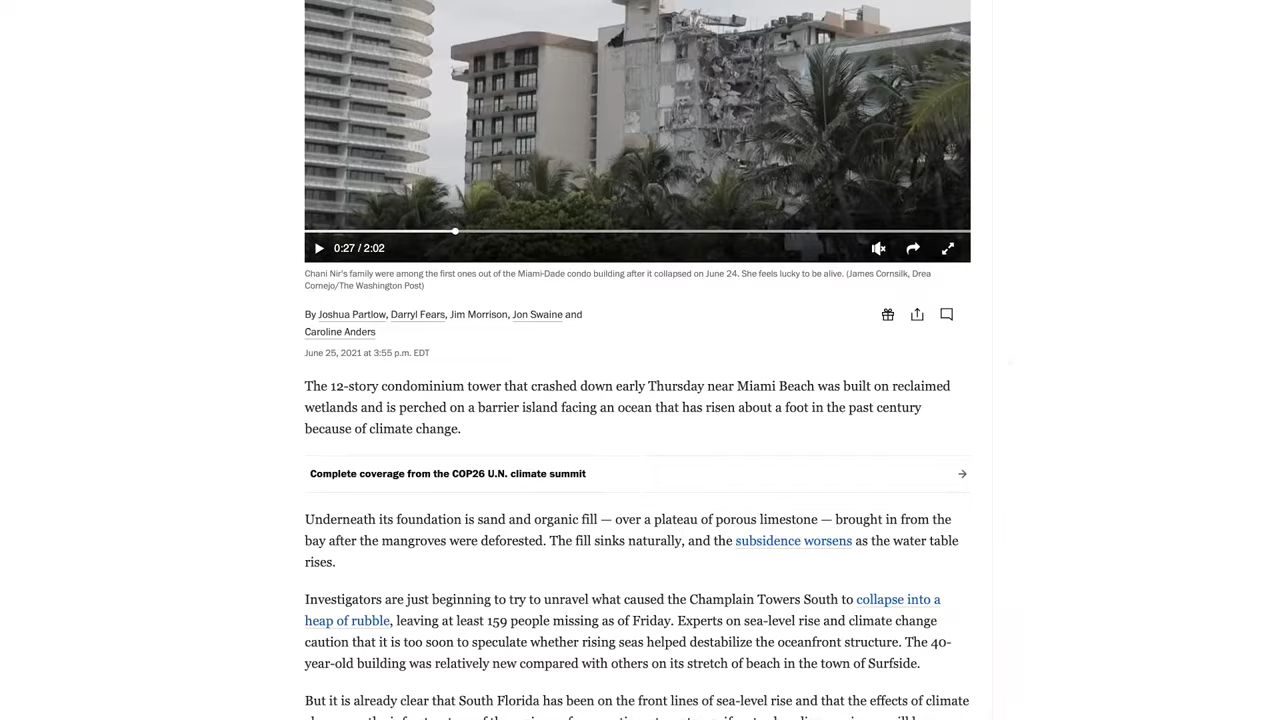 0:27 / 2:02
Chani Nir's family were among the first ones out of the Miami-Dade condo building after it collapsed on June 24. She feels lucky to be alive. (James Cornsilk, Drea
Cornejo/The Washington Post)
By Joshua Partlow, Darryl Fears, Jim Morrison, Jon Swaine and
Caroline Anders
June 25, 2021 at 3:55 p.m. EDT
The 12-story condominium tower that crashed down early Thursday near Miami Beach was built on reclaimed
wetlands and is perched on a barrier island facing an ocean that has risen about a foot in the past century
because of climate change.
Complete coverage from the COP26 U.N. climate summit
Underneath its foundation is sand and organic fill — over a plateau of porous limestone — brought in from the
bay after the mangroves were deforested. The fill sinks naturally, and the subsidence worsens as the water table
rises.
Investigators are just beginning to try to unravel what caused the Champlain Towers South to collapse into a
heap of rubble, leaving at least 159 people missing as of Friday. Experts on sea-level rise and climate change
caution that it is too soon to speculate whether rising seas helped destabilize the oceanfront structure. The 40-
year-old building was relatively new compared with others on its stretch of beach in the town of Surfside.
But it is already clear that South Florida has been on the front lines of sea-level rise and that the effects of climate